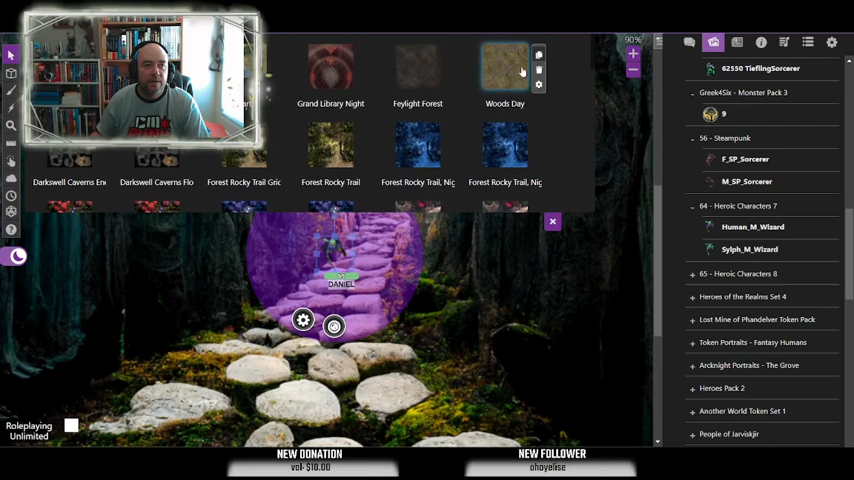 90%
Grand Library Night
Feylight Forest
Woods Day
Darkswell Caverns En
Darkswell Caverns Flo
Forest Rocky Trail Gric
Forest Rocky Trail
Forest Rocky Trail, Nig
Forest Rocky Trail, Nig
DANIEL
Roleplaying
Unlimited
NEW DONATION
vol- $10.00
NEW FOLLOWER
ohoyelise
62550 TieflingSorcerer
Greek4Six - Monster Pack 3
9
56 - Steampunk
F_SP_Sorcerer
M_SP_Sorcerer
64 - Heroic Characters 7
Human_M_Wizard
Sylph_M_Wizard
65 - Heroic Characters 8
Heroes of the Realms Set 4
Lost Mine of Phandelver Token Pack
Token Portraits - Fantasy Humans
Arcknight Portraits - The Grove
Heroes Pack 2
Another World Token Set 1
People of Jarviskjir